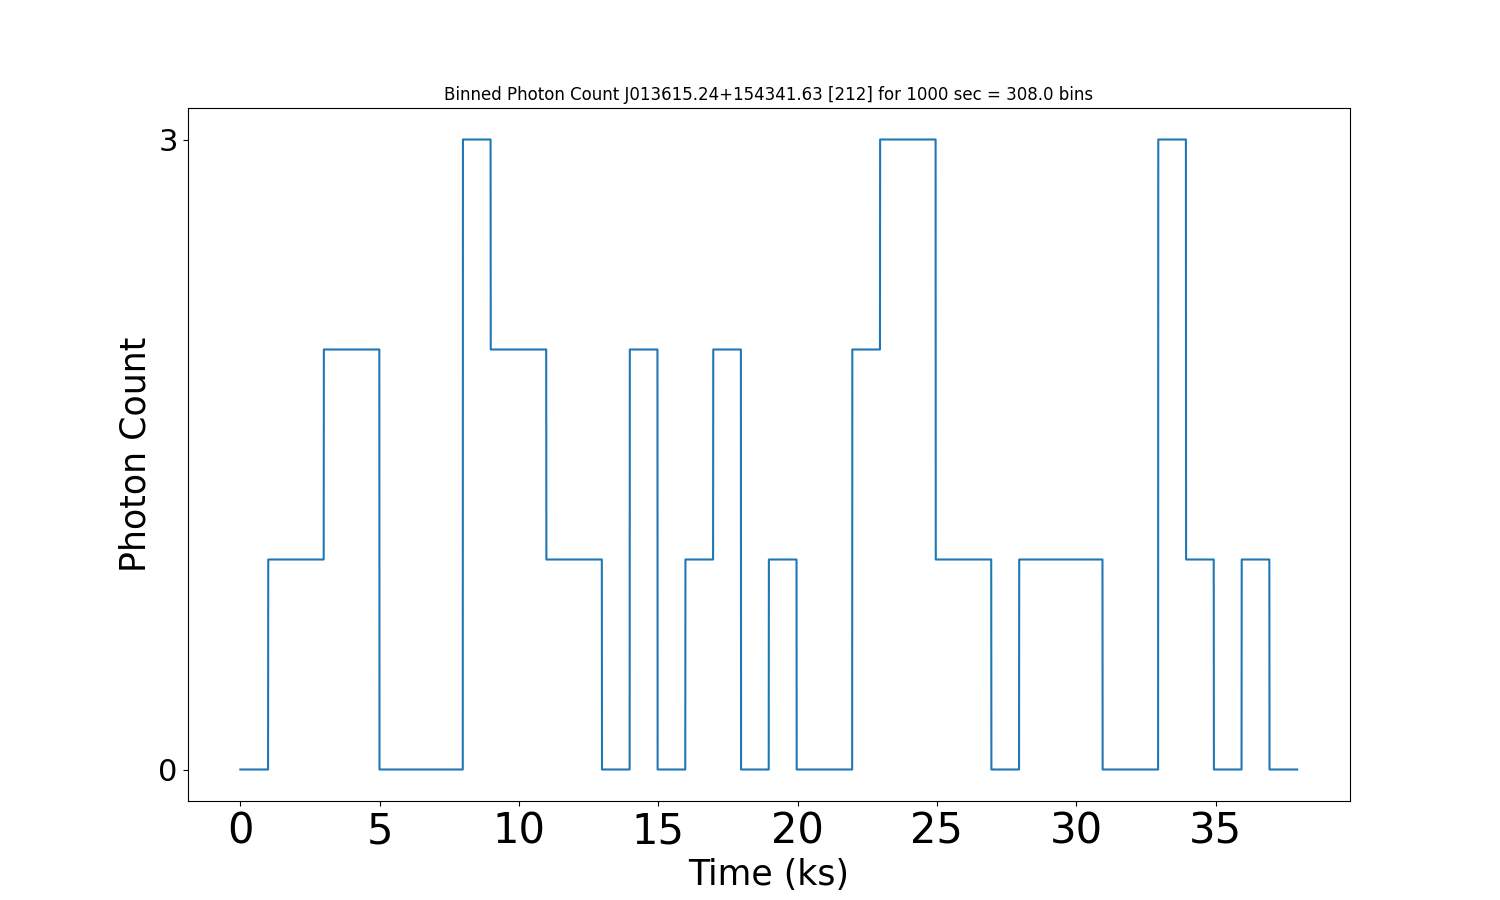 Binned Photon Count J013615.24+154341.63 [212] for 1000 sec = 308.0 bins
3
Photon Count
0
0 5 10 15 20 25 30 35
Time (ks)